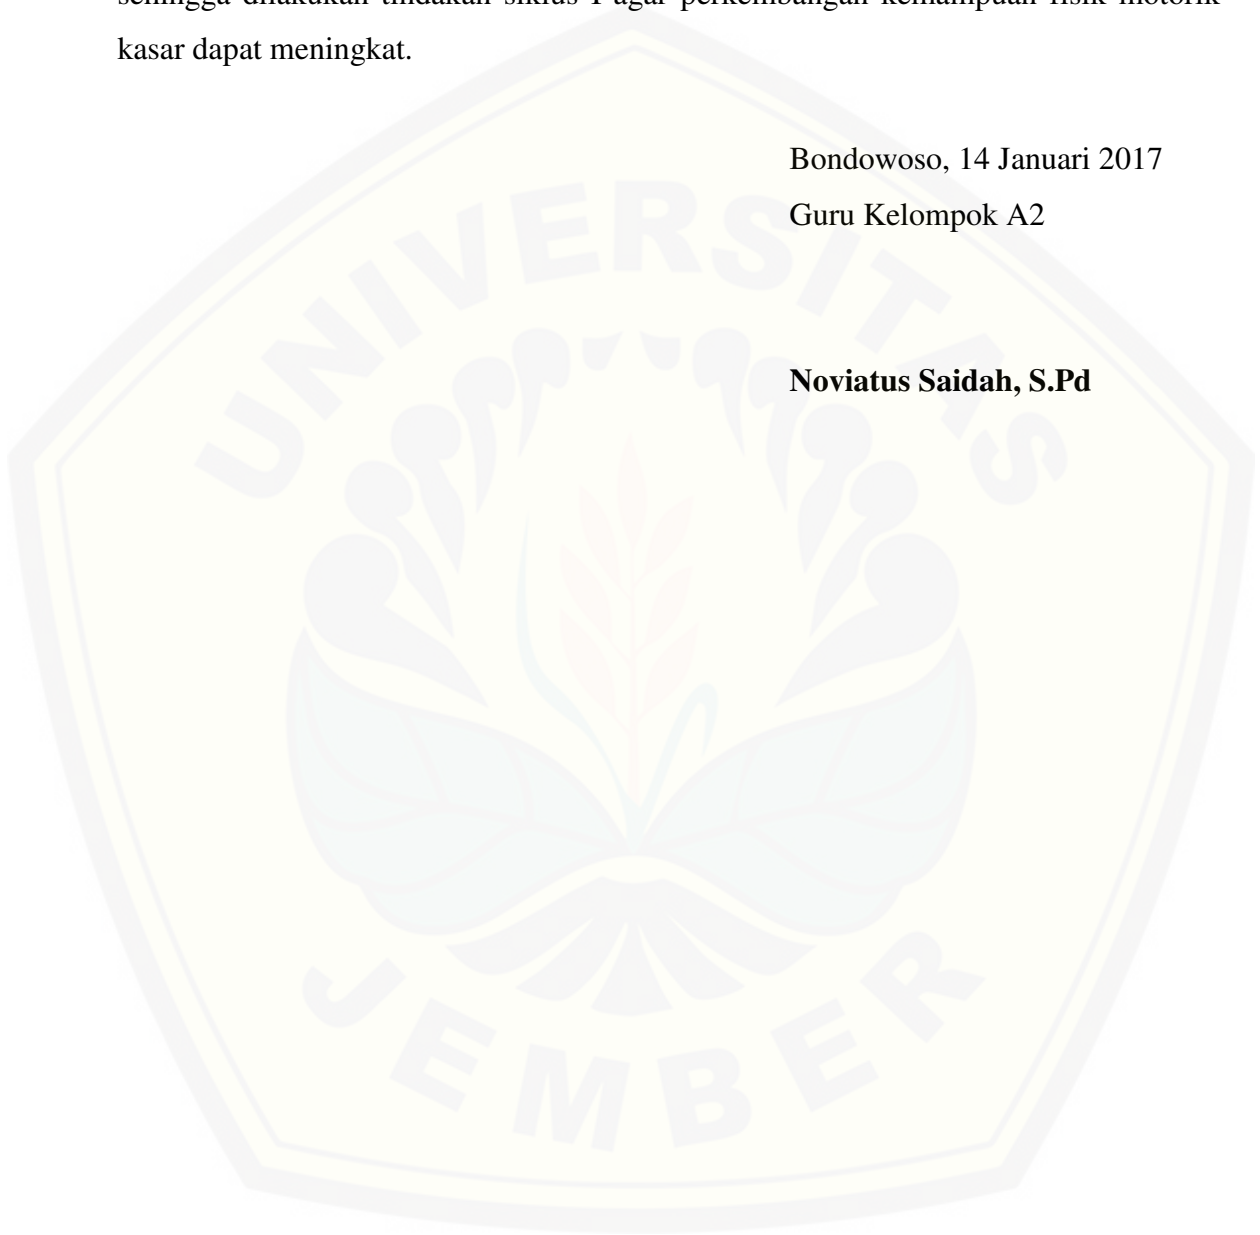 sehingga dilakukan tindakan siklus I agar perkembangan kemampuan fisik motorik
kasar dapat meningkat.
Bondowoso, 14 Januari 2017
Guru Kelompok A2
Noviatus Saidah, S.Pd
UNIVERSITAS
JEMBER